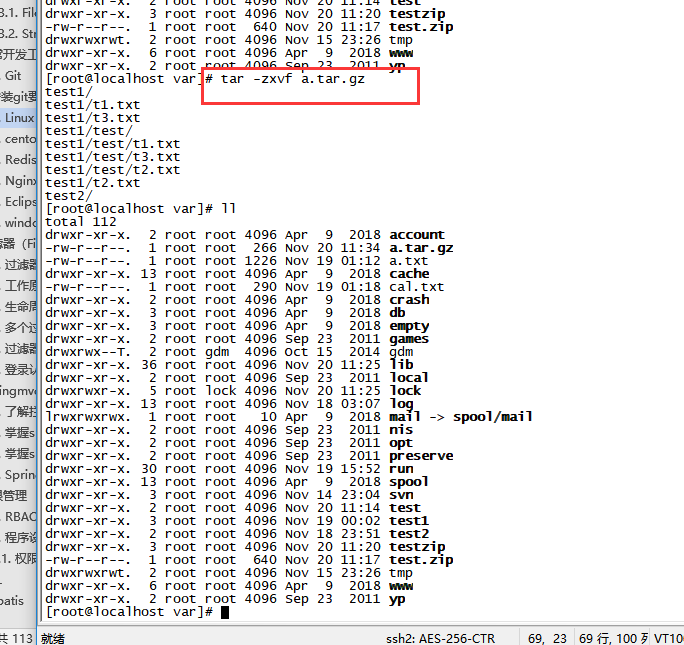 drwxr-xr-x. 2 root root 4096 Nov 20 11:14 test
drwxr-xr-x. 3 root root 4096 Nov 20 11:20 testzip
-rw-r--r--. 1 root root 640 Nov 20 11:17 test.zip
drwxrwxrwt. 2 root root 4096 Nov 15 23:26 tmp
drwxr-xr-x. 6 root root 4096 Apr 9 2018 www
drwxr-xr-x. 2 root root 4096 Sep 23 2011 yp
[root@localhost var]# tar -zxvf a.tar.gz
test1/
test1/t1.txt
test1/t3.txt
test1/test/
test1/test/t1.txt
test1/test/t3.txt
test1/test/t2.txt
test1/t2.txt
test2/
[root@localhost var]# ll
total 112
drwxr-xr-x. 2 root root 4096 Apr 9 2018 account
-rw-r--r--. 1 root root 266 Nov 20 11:34 a.tar.gz
-rw-r--r--. 1 root root 1226 Nov 19 01:12 a.txt
drwxr-xr-x. 13 root root 4096 Apr 9 2018 cache
-rw-r--r--. 1 root root 290 Nov 19 01:18 cal.txt
drwxr-xr-x. 2 root root 4096 Apr 9 2018 crash
drwxr-xr-x. 3 root root 4096 Apr 9 2018 db
drwxr-xr-x. 3 root root 4096 Apr 9 2018 empty
drwxr-xr-x. 2 root root 4096 Sep 23 2011 games
drwxrwx--T. 2 root gdm 4096 Oct 15 2014 gdm
drwxr-xr-x. 36 root root 4096 Nov 20 11:25 lib
drwxr-xr-x. 2 root root 4096 Sep 23 2011 local
drwxrwxr-x. 5 root lock 4096 Nov 20 11:25 lock
drwxr-xr-x. 13 root root 4096 Nov 18 03:07 log
lrwxrwxrwx. 1 root root 10 Apr 9 2018 mail -> spool/mail
drwxr-xr-x. 2 root root 4096 Sep 23 2011 nis
drwxr-xr-x. 2 root root 4096 Sep 23 2011 opt
drwxr-xr-x. 2 root root 4096 Sep 23 2011 preserve
drwxr-xr-x. 30 root root 4096 Nov 19 15:52 run
drwxr-xr-x. 13 root root 4096 Apr 9 2018 spool
drwxr-xr-x. 3 root root 4096 Nov 14 23:04 svn
drwxr-xr-x. 2 root root 4096 Nov 20 11:14 test
drwxr-xr-x. 3 root root 4096 Nov 19 00:02 test1
drwxr-xr-x. 2 root root 4096 Nov 18 23:51 test2
drwxr-xr-x. 3 root root 4096 Nov 20 11:20 testzip
-rw-r--r--. 1 root root 640 Nov 20 11:17 test.zip
drwxrwxrwt. 2 root root 4096 Nov 15 23:26 tmp
drwxr-xr-x. 6 root root 4096 Apr 9 2018 www
drwxr-xr-x. 2 root root 4096 Sep 23 2011 yp
[root@localhost var]#
3.1. File
3.2. Str
开发工
Git
装git
Linux
cento
Redis
Nginx
Eclips
windo
器（Fi
过滤器
工作原
生命周
多个过
过滤器
登录认
ingmv
了解
掌握s
掌握s
Spring
管理
RBAC
程序设
1. 权限
batis
共 113
就绪
ssh2: AES-256-CTR
69, 23
69 行, 100 列
VT100